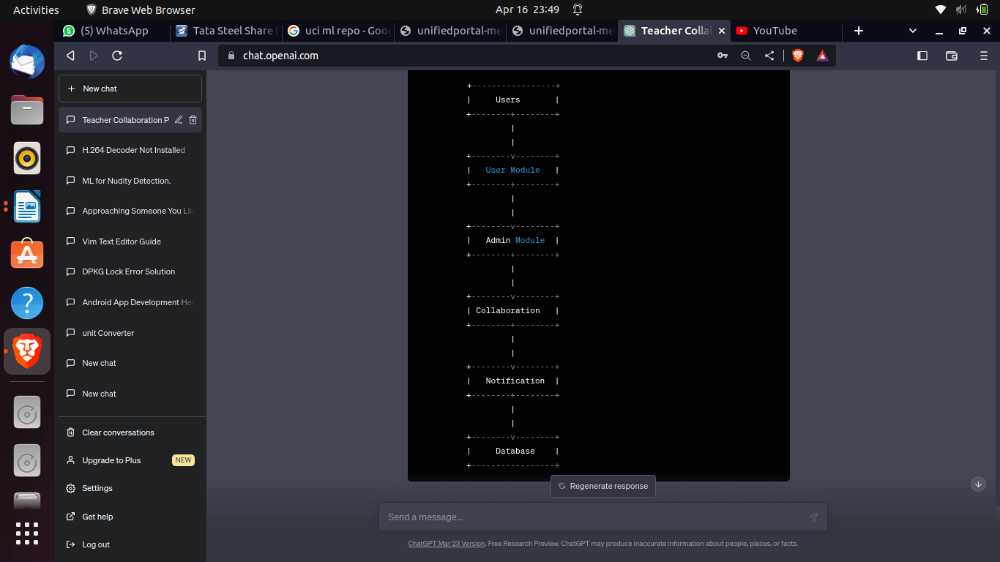 Activities Brave Web Browser Apr 16 23:49
5 (5) WhatsApp Tata Steel Share uci ml repo - Goo unifiedportal-me unifiedportal-me Teacher Colla YouTube
chat.openai.com
New chat
Teacher Collaboration P
H.264 Decoder Not Installed
ML for Nudity Detection.
Approaching Someone You Lik
Vim Text Editor Guide
DPKG Lock Error Solution
Android App Development He
unit Converter
New chat
New chat
Clear conversations
Upgrade to Plus NEW
Settings
Get help
Log out
+-----------------+
|     Users       |
+--------+--------+
|
|
+--------v--------+
|   User Module   |
+--------+--------+
|
|
+--------v--------+
|   Admin Module  |
+--------+--------+
|
|
+--------v--------+
| Collaboration   |
+--------+--------+
|
|
+--------v--------+
|   Notification  |
+--------+--------+
|
|
+--------v--------+
|     Database    |
+-----------------+
Regenerate response
Send a message...
ChatGPT Mar 23 Version. Free Research Preview. ChatGPT may produce inaccurate information about people, places, or facts.